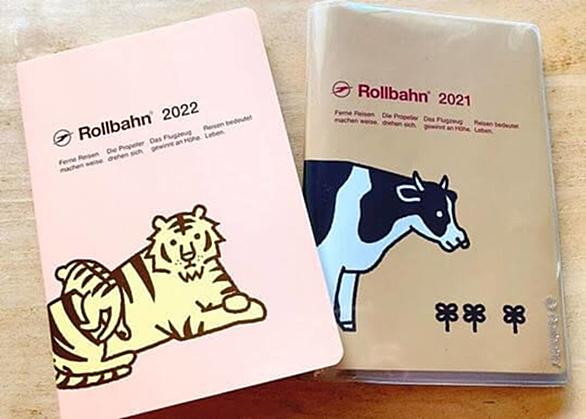 Rollbahn® 2022
Ferne Reisen Die Propeller Das Flugzeug Reisen bedeutet
machen weise. drehen sich. gewinnt an Höhe. Leben.
Rollbahn® 2021
Ferne Reisen Die Propeller Das Flugzeug Reisen bedeutet
machen weise. drehen sich. gewinnt an Höhe. Leben.